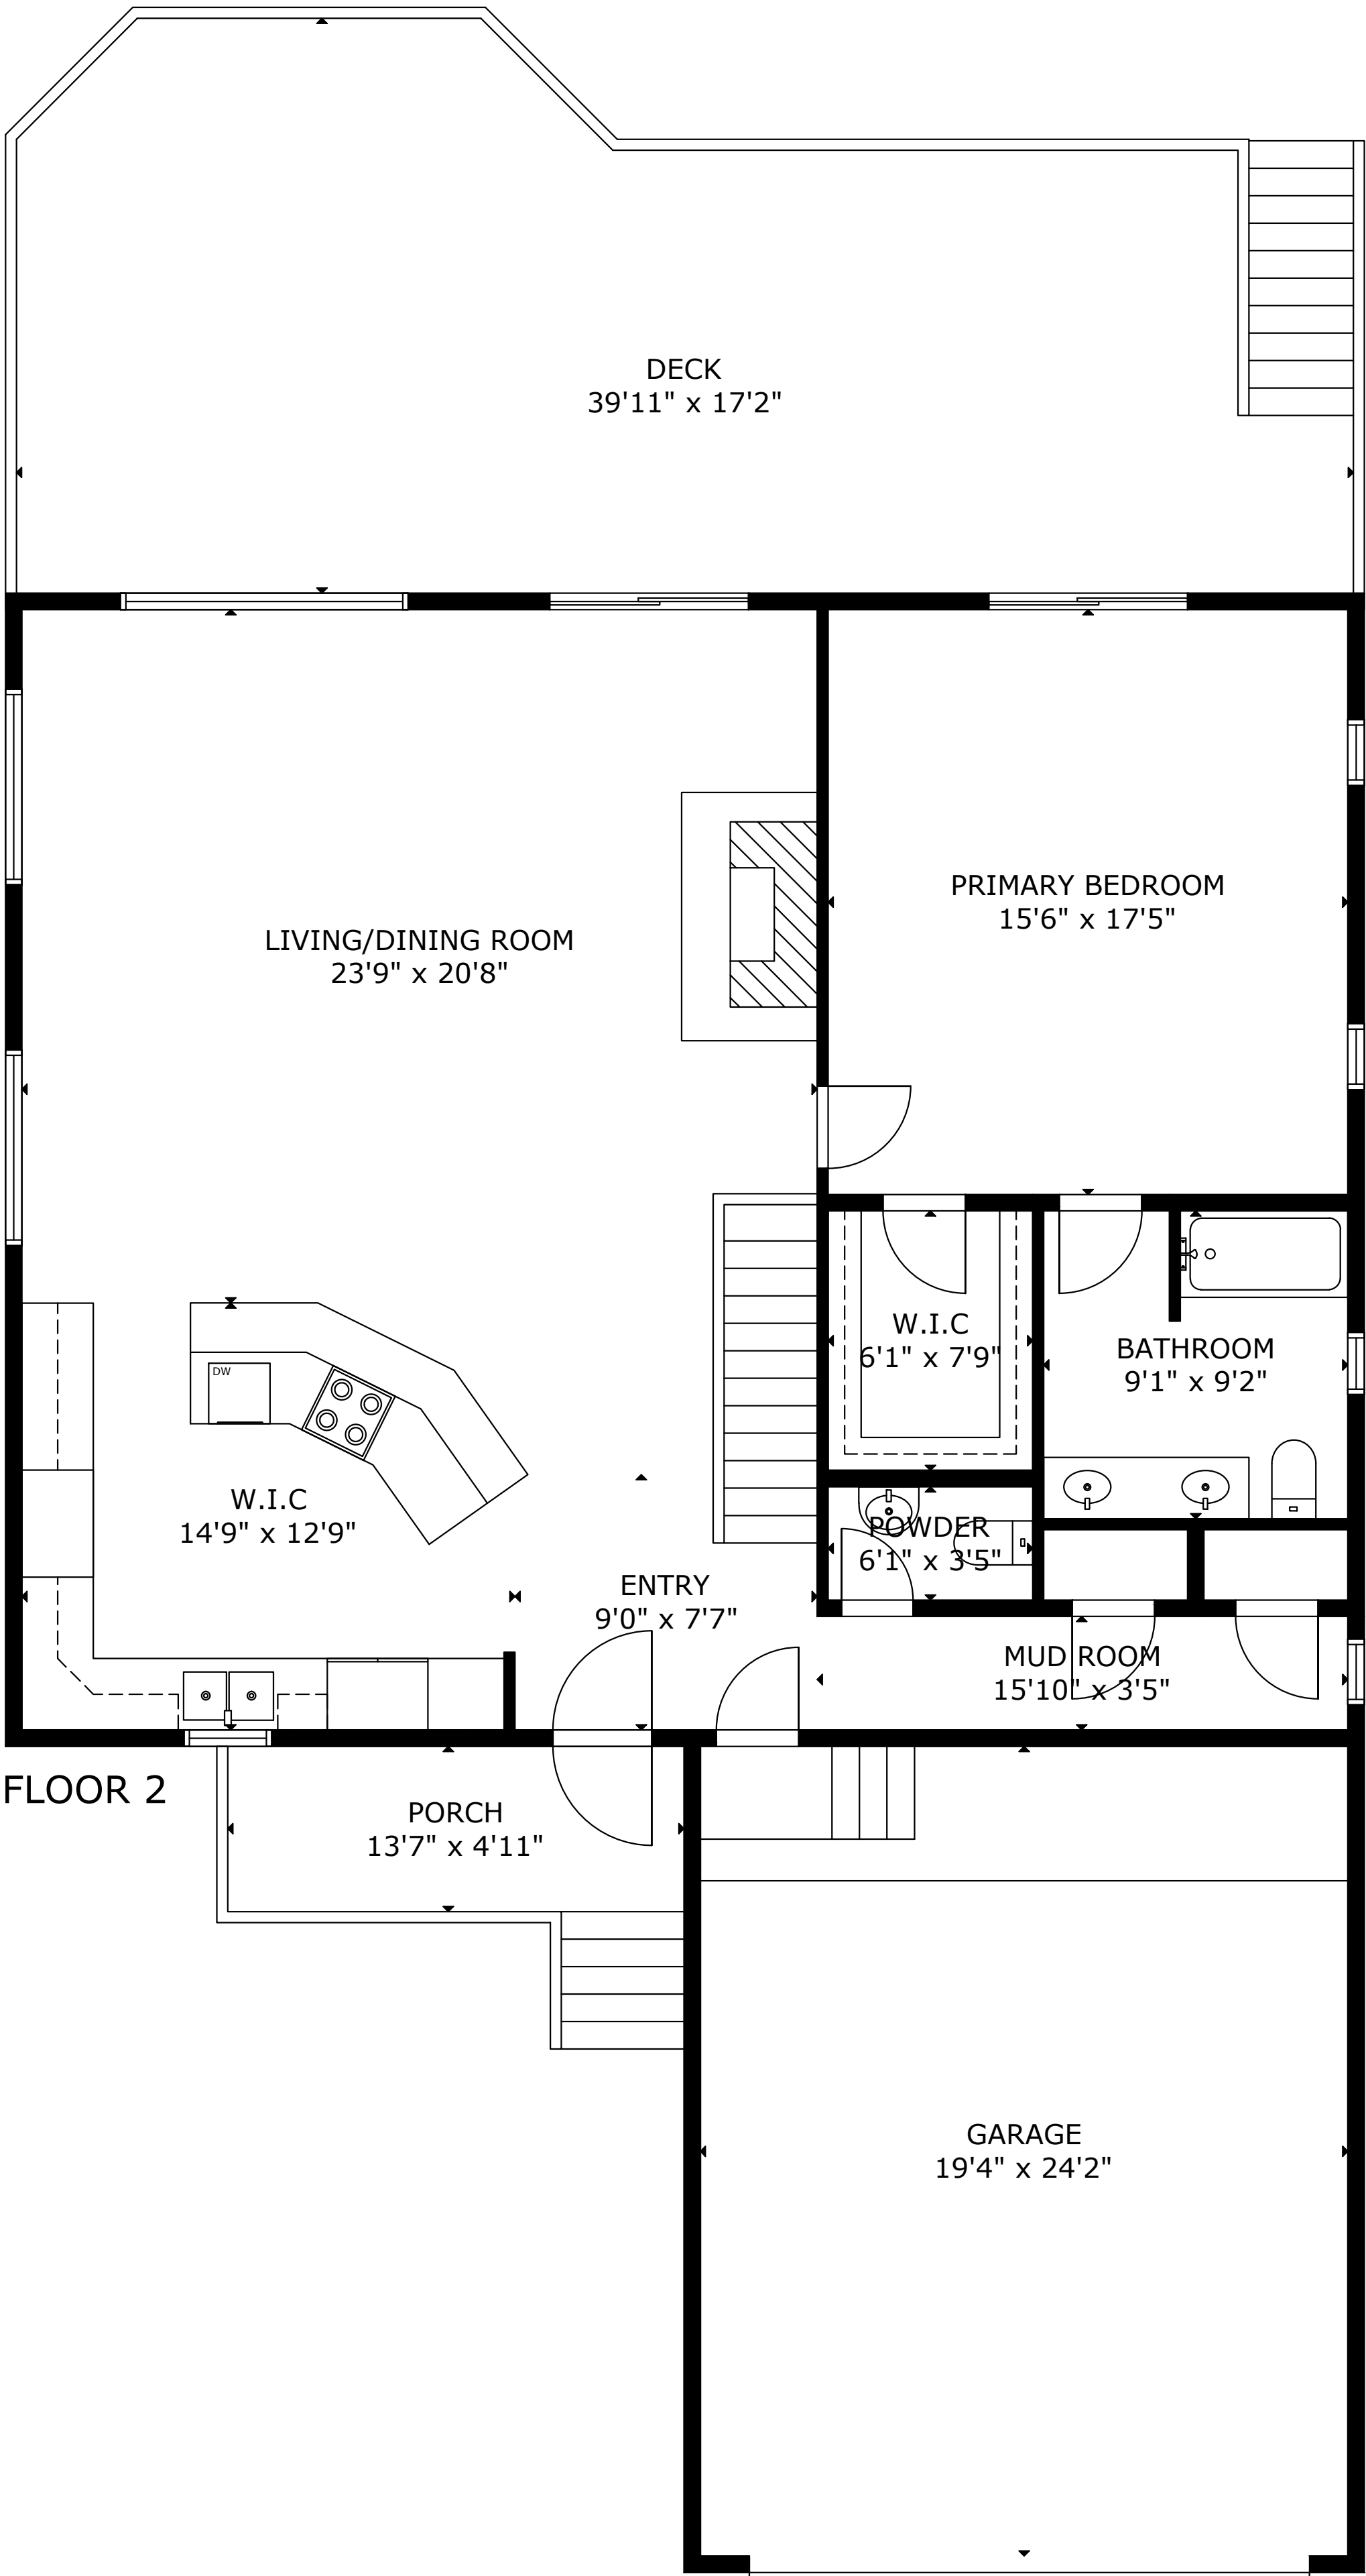 DECK
39'11" x 17'2"
PRIMARY BEDROOM
15'6" x 17'5"
LIVING/DINING ROOM
23'9" x 20'8"
W.I.C
6'1" x 7'9"
BATHROOM
9'1" x 9'2"
DW
W.I.C
14'9" x 12'9"
POWDER
6'1" x 3'5"
ENTRY
9'0" x 7'7"
MUD ROOM
15'10" x 3'5"
FLOOR 2
PORCH
13'7" x 4'11"
GARAGE
19'4" x 24'2"